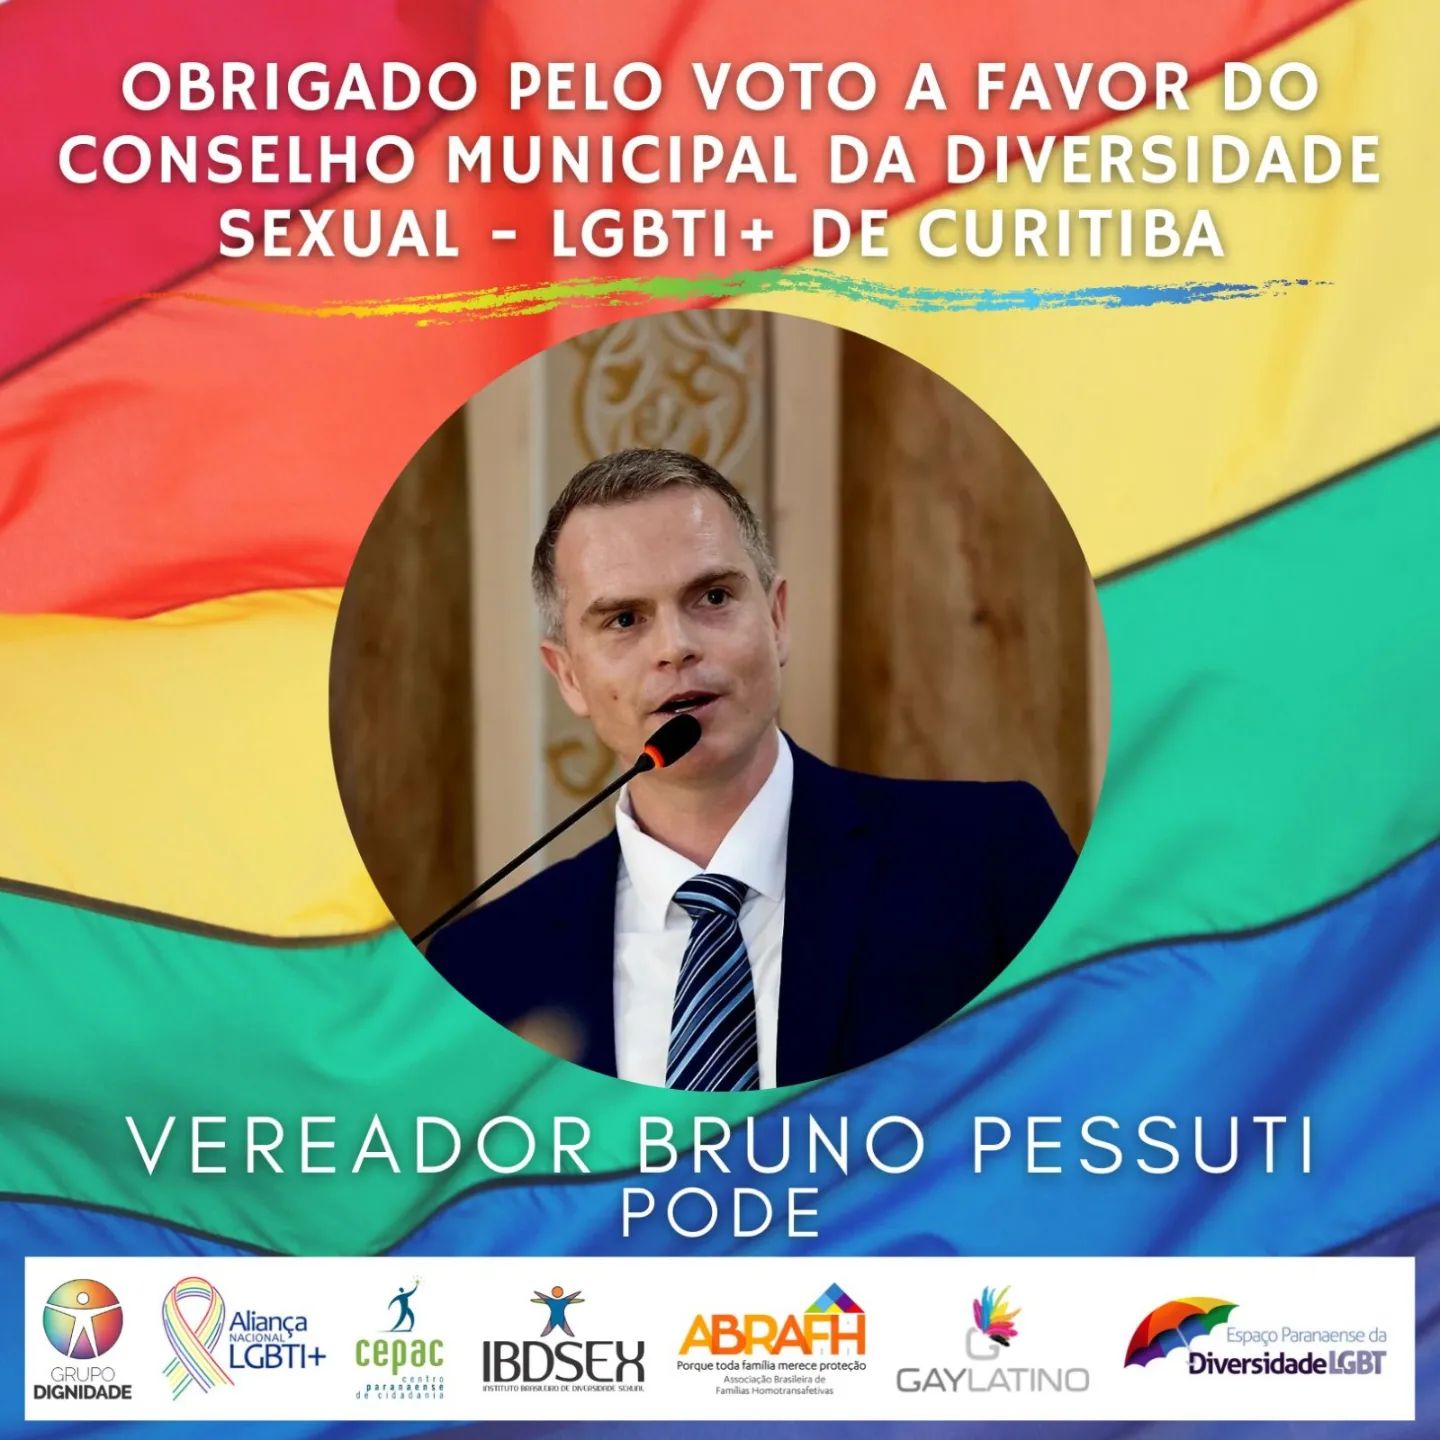 OBRIGADO PELO VOTO A FAVOR DO
CONSELHO MUNICIPAL DA DIVERSIDADE
SEXUAL - LGBTI+ DE CURITIBA
VEREADOR BRUNO PESSUTI
PODE
GRUPO
DIGNIDADE
Aliança
NACIONAL
LGBTI+
cepac
centro
paranaense
de cidadania
IBDSEX
INSTITUTO BRASILEIRO DE DIVERSIDADE SEXUAL
ABRAFH
Porque toda família merece proteção
Associação Brasileira de
Famílias Homotransafetivas
G
GAYLATINO
Espaço Paranaense da
DiversidadeLGBT